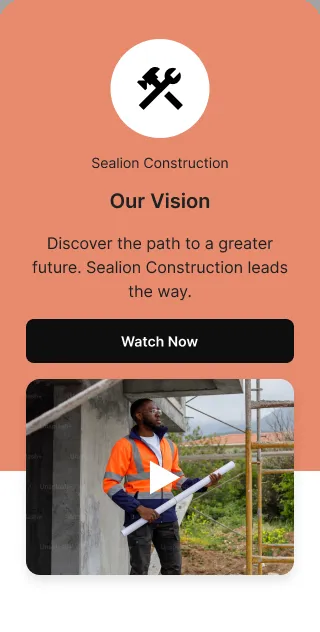 Sealion Construction
Our Vision
Discover the path to a greater
future. Sealion Construction leads
the way.
Watch Now